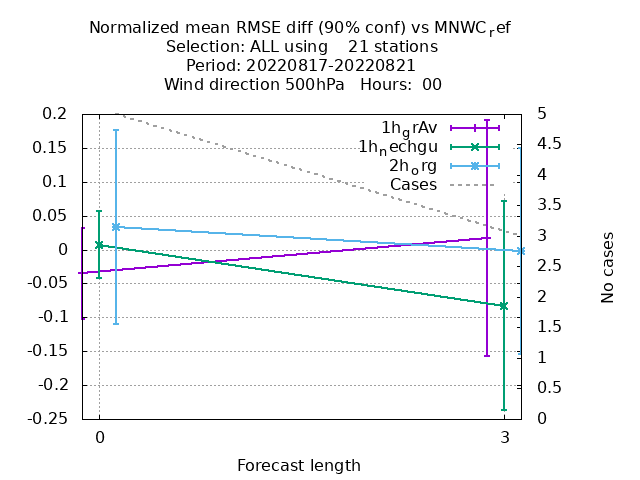 Normalized mean RMSE diff (90% conf) vs MNWC_ref
Selection: ALL using    21 stations
Period: 20220817-20220821
Wind direction 500hPa   Hours:  00
1h_grAv
1h_nechgu
2h_org
Cases
0.2
0.15
0.1
0.05
0
-0.05
-0.1
-0.15
-0.2
-0.25
5
4.5
4
3.5
3
2.5
2
1.5
1
0.5
0
No cases
0 3
Forecast length